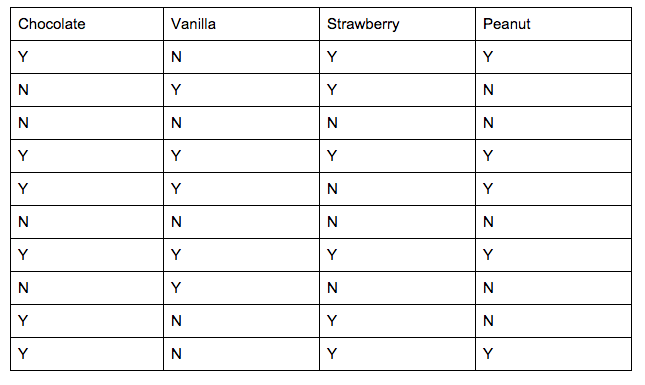 Chocolate Vanilla Strawberry Peanut
Y N Y Y
N Y Y N
N N N N
Y Y Y Y
Y Y N Y
N N N N
Y Y Y Y
N Y N N
Y N Y N
Y N Y Y